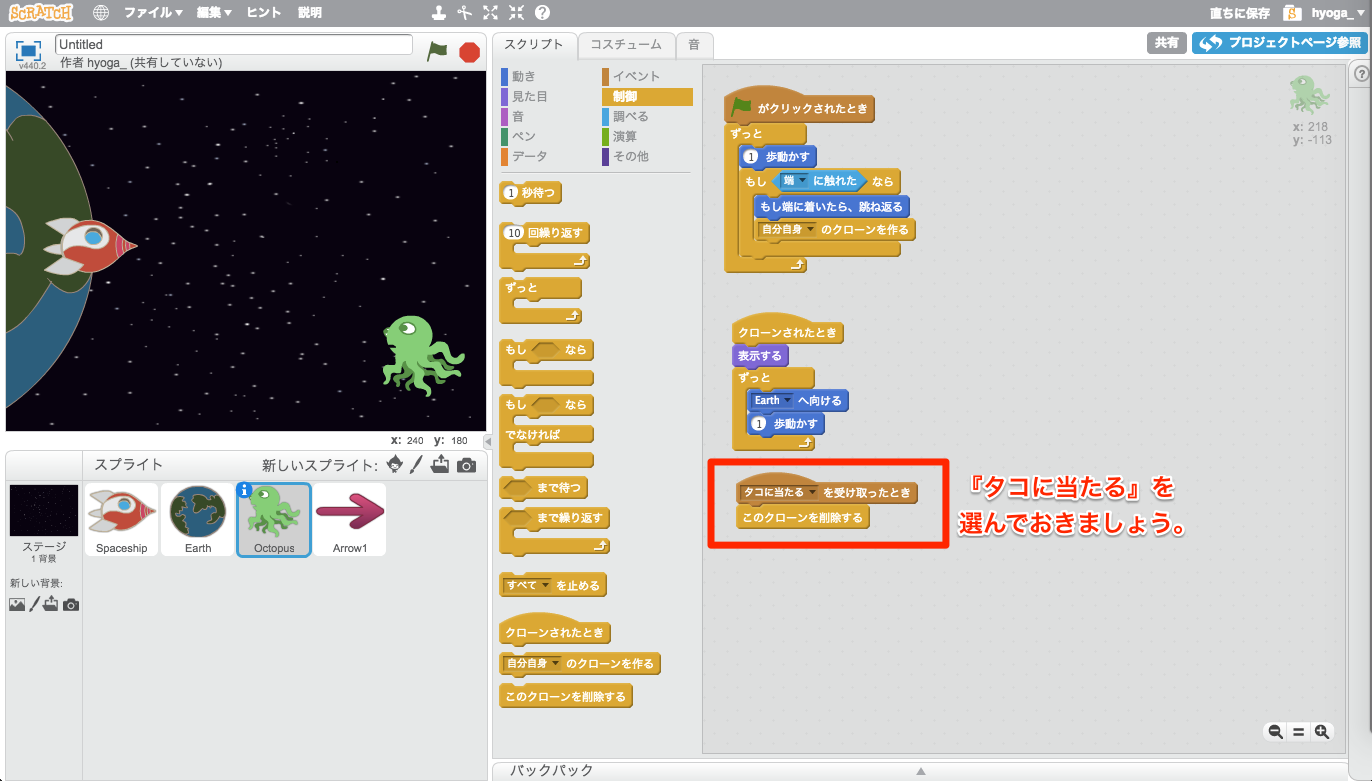 SCRATCH
ファイル▼ 編集▼ ヒント 説明
直ちに保存 hyoga_▼
v440.2
Untitled
作者 hyoga_ (共有していない)
スクリプト コスチューム 音
共有 プロジェクトページ参照
動き イベント
見た目 制御
音 調べる
ペン 演算
データ その他
1 秒待つ
10 回繰り返す
ずっと
もし なら
もし なら
でなければ
まで待つ
まで繰り返す
すべて を止める
クローンされたとき
自分自身 のクローンを作る
このクローンを削除する
がクリックされたとき
ずっと
1 歩動かす
もし 端 に触れた なら
もし端に着いたら、跳ね返る
自分自身 のクローンを作る
クローンされたとき
表示する
ずっと
Earth へ向ける
1 歩動かす
タコに当たる を受け取ったとき
このクローンを削除する
『タコに当たる』を
選んでおきましょう。
x: 218
y: -113
x: 240 y: 180
スプライト 新しいスプライト:
ステージ
1 背景
新しい背景:
Spaceship Earth Octopus Arrow1
バックパック